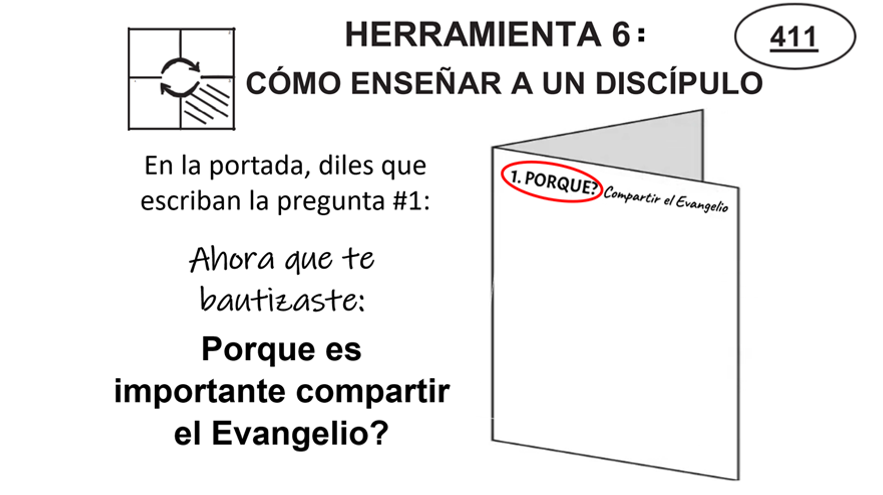 HERRAMIENTA 6:
411
CÓMO ENSEÑAR A UN DISCÍPULO
En la portada, diles que
escriban la pregunta #1:
Ahora que te
bautizaste:
Porque es
importante compartir
el Evangelio?
1. PORQUE? Compartir el Evangelio